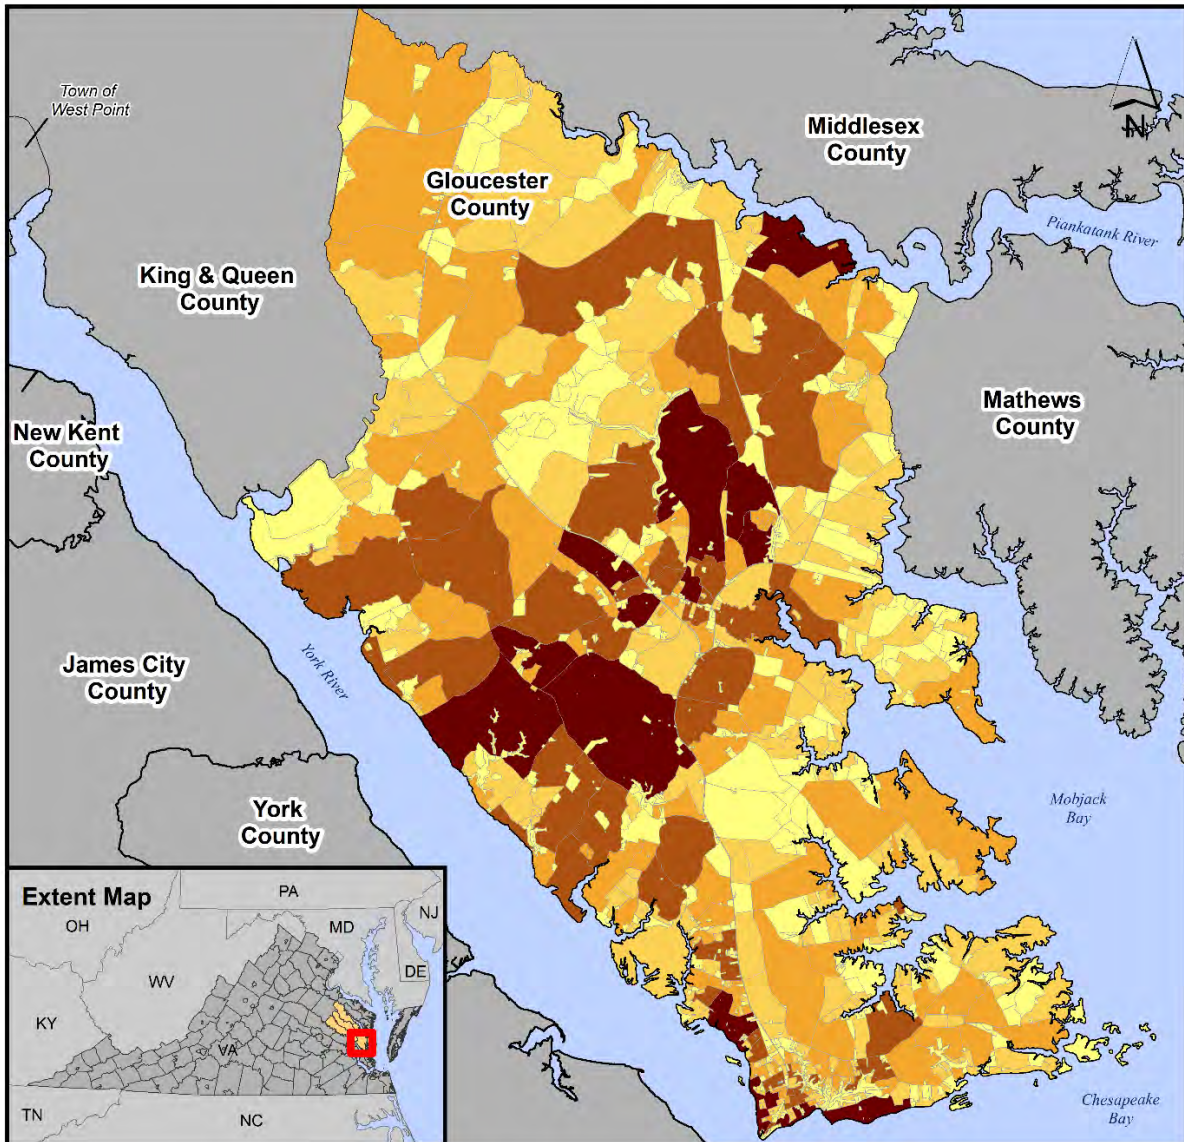 Town of
West Point
Middlesex
County
N
Gloucester
County
Piankatank River
King & Queen
County
Mathews
County
New Kent
County
James City
County
York River
Mobjack
Bay
York
County
Extent Map
PA
OH
NJ
MD
WV
DE
KY
VA
TN
NC
Chesapeake
Bay